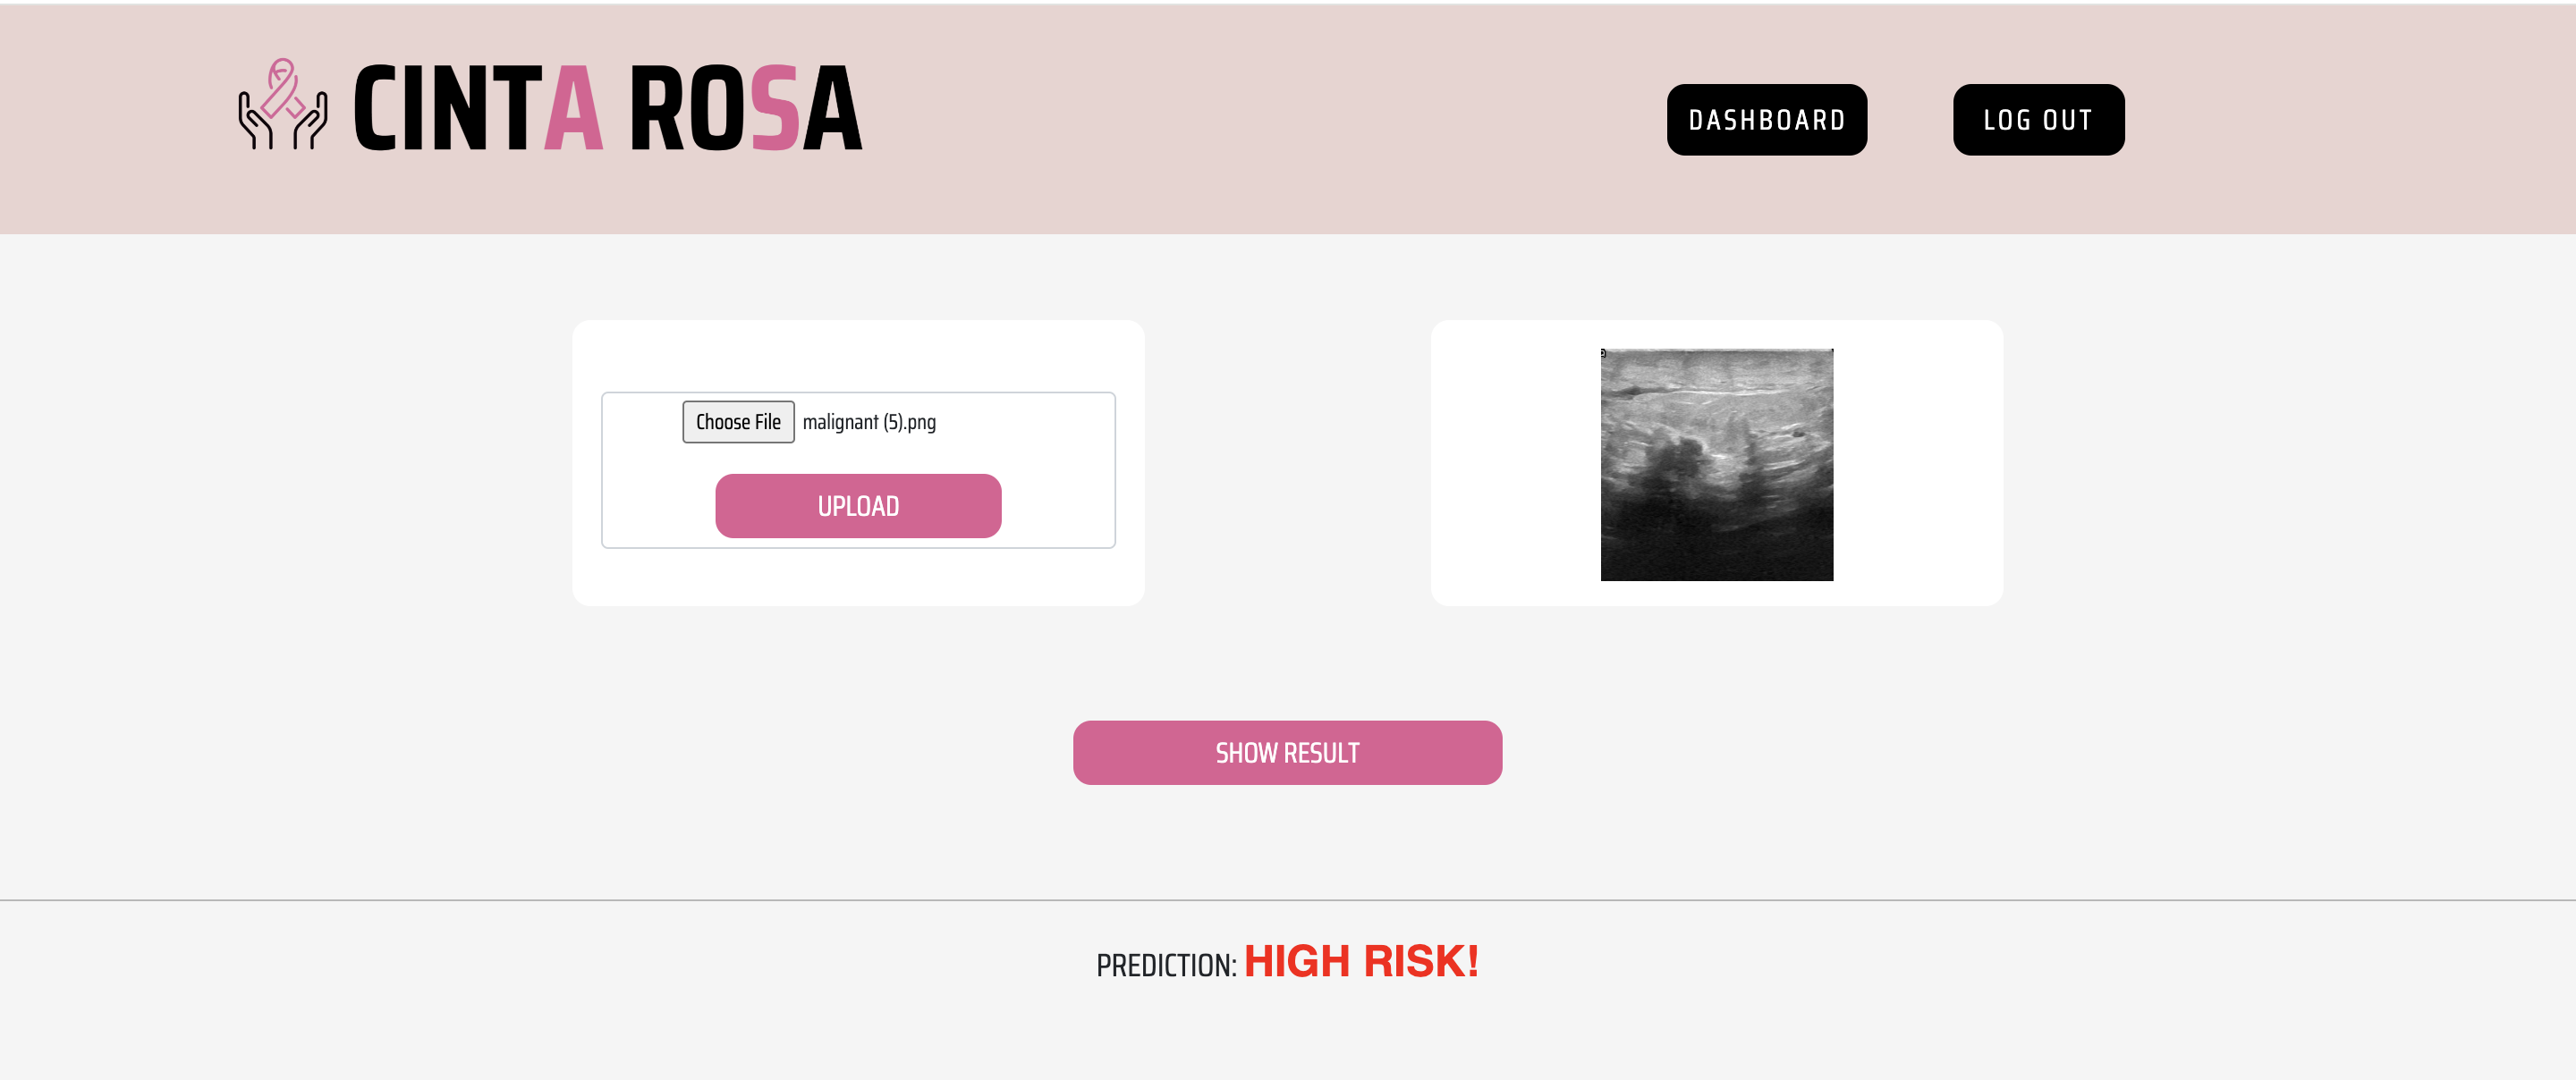 CINTA ROSA
DASHBOARD
LOG OUT
Choose File malignant (5).png
UPLOAD
SHOW RESULT
PREDICTION: HIGH RISK!